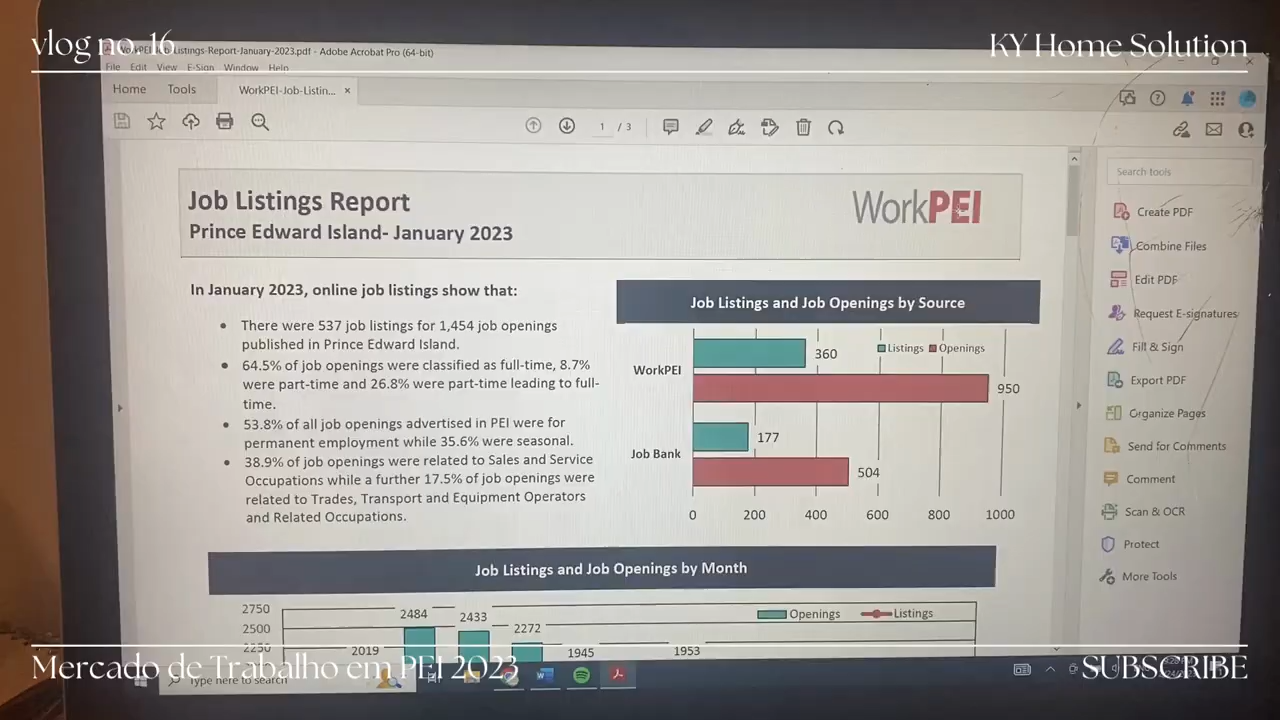 vlog no. 16
KY Home Solution
Listings-Report-January-2023.pdf - Adobe Acrobat Pro (64-bit)
File Edit View E-Sign Window Help
Home Tools WorkPEI-Job-Listin... ×
1 / 3
Job Listings Report
Prince Edward Island- January 2023
WorkPEI
In January 2023, online job listings show that:
• There were 537 job listings for 1,454 job openings
published in Prince Edward Island.
• 64.5% of job openings were classified as full-time, 8.7%
were part-time and 26.8% were part-time leading to full-
time.
• 53.8% of all job openings advertised in PEI were for
permanent employment while 35.6% were seasonal.
• 38.9% of job openings were related to Sales and Service
Occupations while a further 17.5% of job openings were
related to Trades, Transport and Equipment Operators
and Related Occupations.
Job Listings and Job Openings by Source
Listings Openings
WorkPEI
360
950
Job Bank
177
504
0 200 400 600 800 1000
Job Listings and Job Openings by Month
2750
2500
2250
2019
2484
2433
2272
1945
1953
Openings Listings
Search tools
Create PDF
Combine Files
Edit PDF
Request E-signatures
Fill & Sign
Export PDF
Organize Pages
Send for Comments
Comment
Scan & OCR
Protect
More Tools
Type here to search
Mercado de Trabalho em PEI 2023
SUBSCRIBE